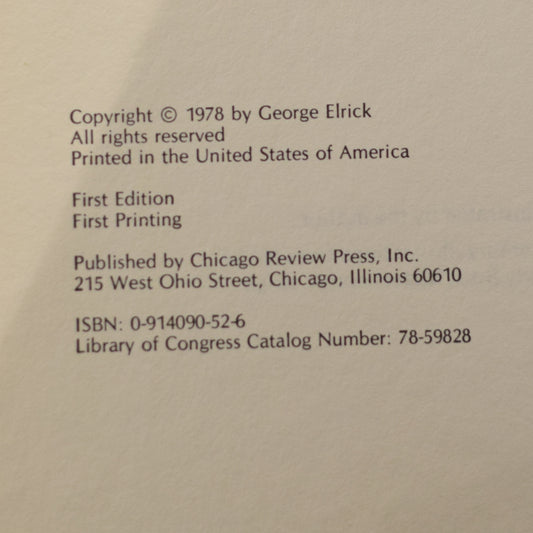 Copyright © 1978 by George Elrick
All rights reserved
Printed in the United States of America
First Edition
First Printing
Published by Chicago Review Press, Inc.
215 West Ohio Street, Chicago, Illinois 60610
ISBN: 0-914090-52-6
Library of Congress Catalog Number: 78-59828